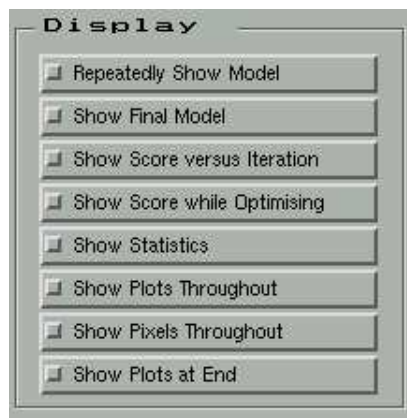 Display
Repeatedly Show Model
Show Final Model
Show Score versus Iteration
Show Score while Optimising
Show Statistics
Show Plots Throughout
Show Pixels Throughout
Show Plots at End